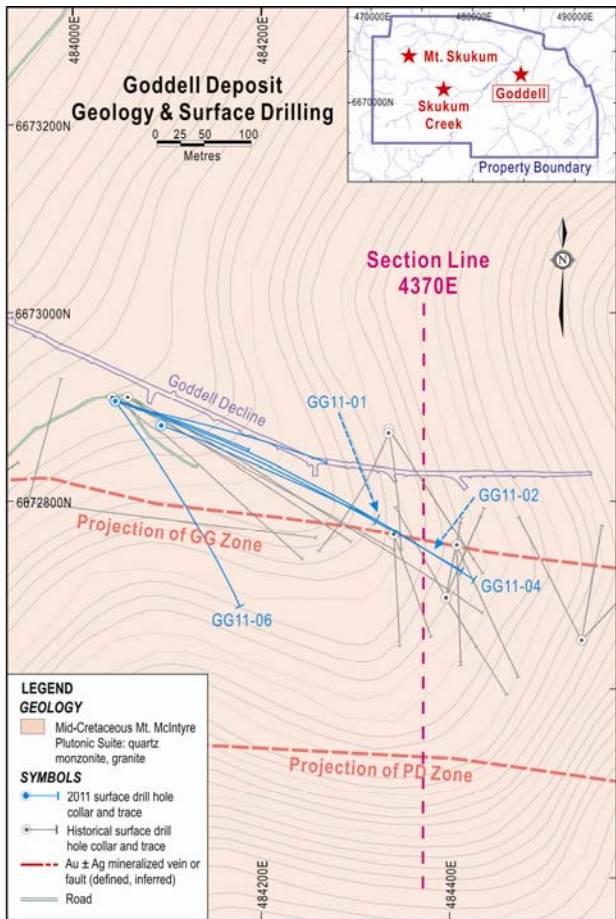 484000E
484200E
Goddell Deposit
Geology & Surface Drilling
0 25 50 100
Metres
470000E
480000E
490000E
6670000N
Mt. Skukum
Skukum
Creek
Goddell
Property Boundary
6673200N
N
Section Line
4370E
6673000N
Goddell Decline
GG11-01
GG11-02
6672800N
Projection of GG Zone
GG11-04
GG11-06
Projection of PD Zone
LEGEND
GEOLOGY
Mid-Cretaceous Mt. McIntyre
Plutonic Suite: quartz
monzonite, granite
SYMBOLS
2011 surface drill hole
collar and trace
Historical surface drill
hole collar and trace
Au ± Ag mineralized vein or
fault (defined, inferred)
Road
484200E
484400E